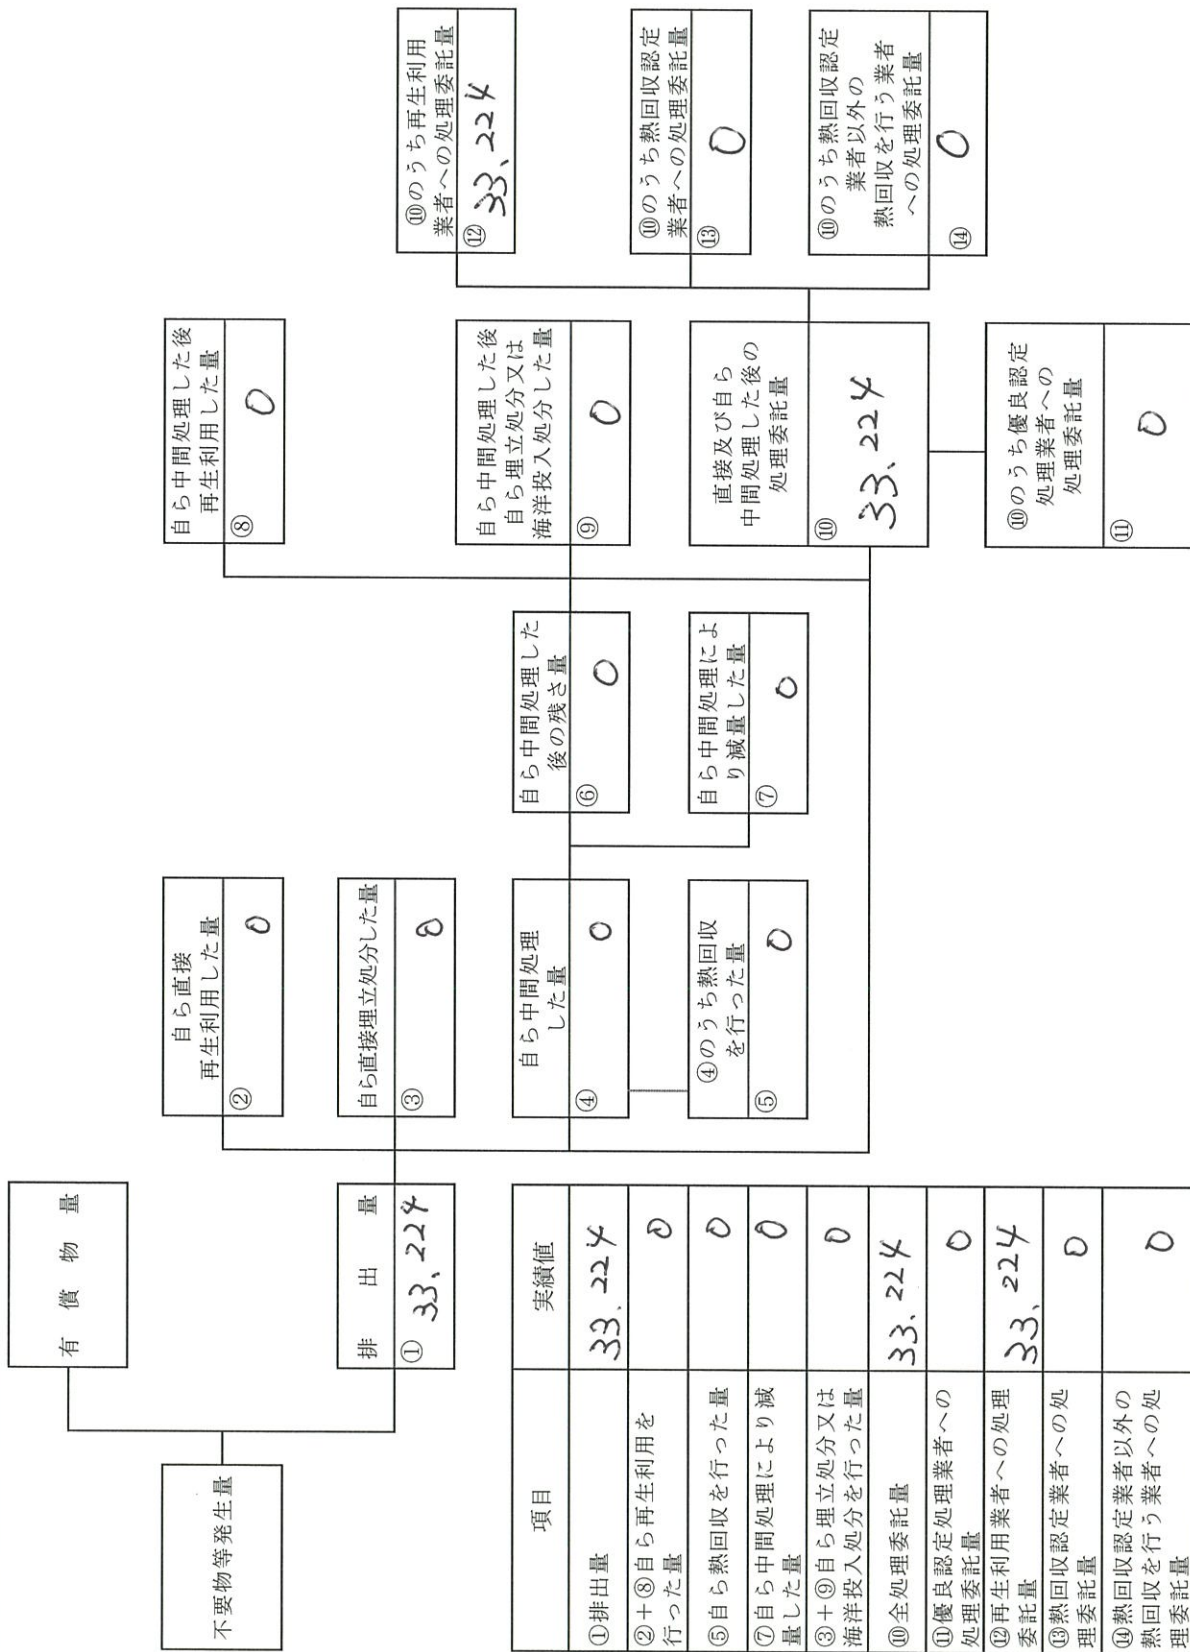 不要物等発生量
有償物量
排出量
① 33,224
自ら直接
再生利用した量
② 0
自ら直接埋立処分した量
③ 0
自ら中間処理
した量
④ 0
④のうち熱回収
を行った量
⑤ 0
自ら中間処理した
後の残さ量
⑥ 0
自ら中間処理によ
り減量した量
⑦ 0
自ら中間処理した後
再生利用した量
⑧ 0
自ら中間処理した後
自ら埋立処分又は
海洋投入処分した量
⑨ 0
直接及び自ら
中間処理した後の
処理委託量
⑩ 33、224
⑩のうち優良認定
処理業者への
処理委託量
⑪ 0
⑩のうち再生利用
業者への処理委託量
⑫ 33、224
⑩のうち熱回収認定
業者への処理委託量
⑬ 0
⑩のうち熱回収認定
業者以外の
熱回収を行う業者
への処理委託量
⑭ 0
項目 実績値
①排出量 33、224
②+⑧自ら再生利用を
行った量 0
⑤自ら熱回収を行った量 0
⑦自ら中間処理により減
量した量 0
③+⑨自ら埋立処分又は
海洋投入処分を行った量 0
⑩全処理委託量 33、224
⑪優良認定処理業者への
処理委託量 0
⑫再生利用業者への処理
委託量 33、224
⑬熱回収認定業者への処
理委託量 0
⑭熱回収認定業者以外の
熱回収を行う業者への処
理委託量 0